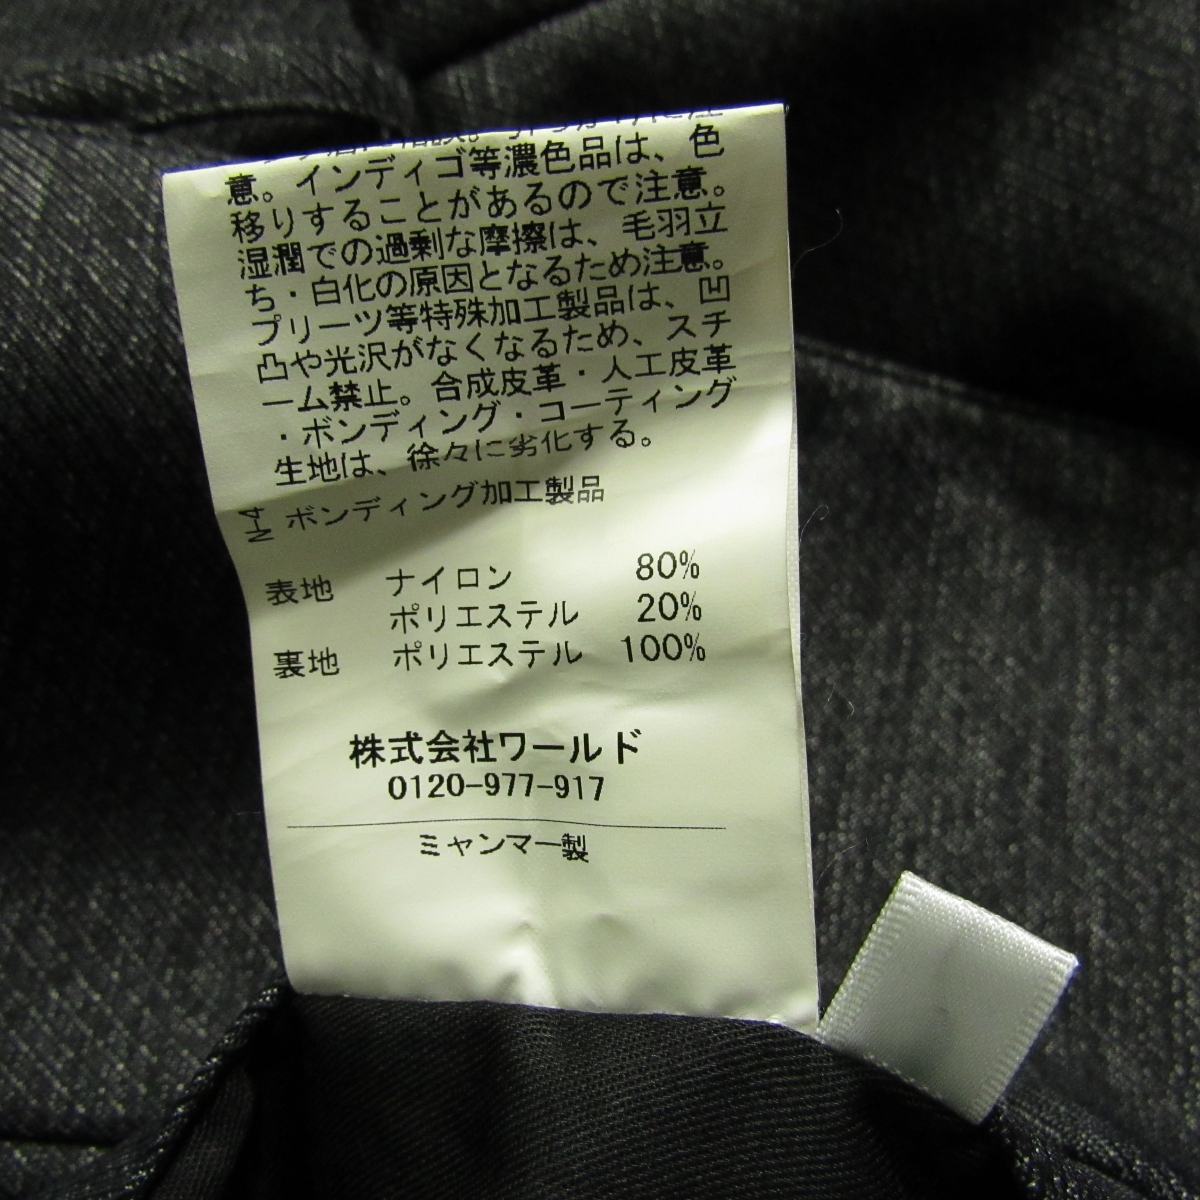 意。インディゴ等濃色品は、色
移りすることがあるので注意。
湿潤での過剰な摩擦は、毛羽立
ち・白化の原因となるため注意。
プリーツ等特殊加工製品は、凹
凸や光沢がなくなるため、スチ
ーム禁止。合成皮革・人工皮革
・ボンディング・コーティング
生地は、徐々に劣化する。
N-4 ボンディング加工製品
表地 ナイロン 80%
ポリエステル 20%
裏地 ポリエステル 100%
株式会社ワールド
0120-977-917
ミャンマー製